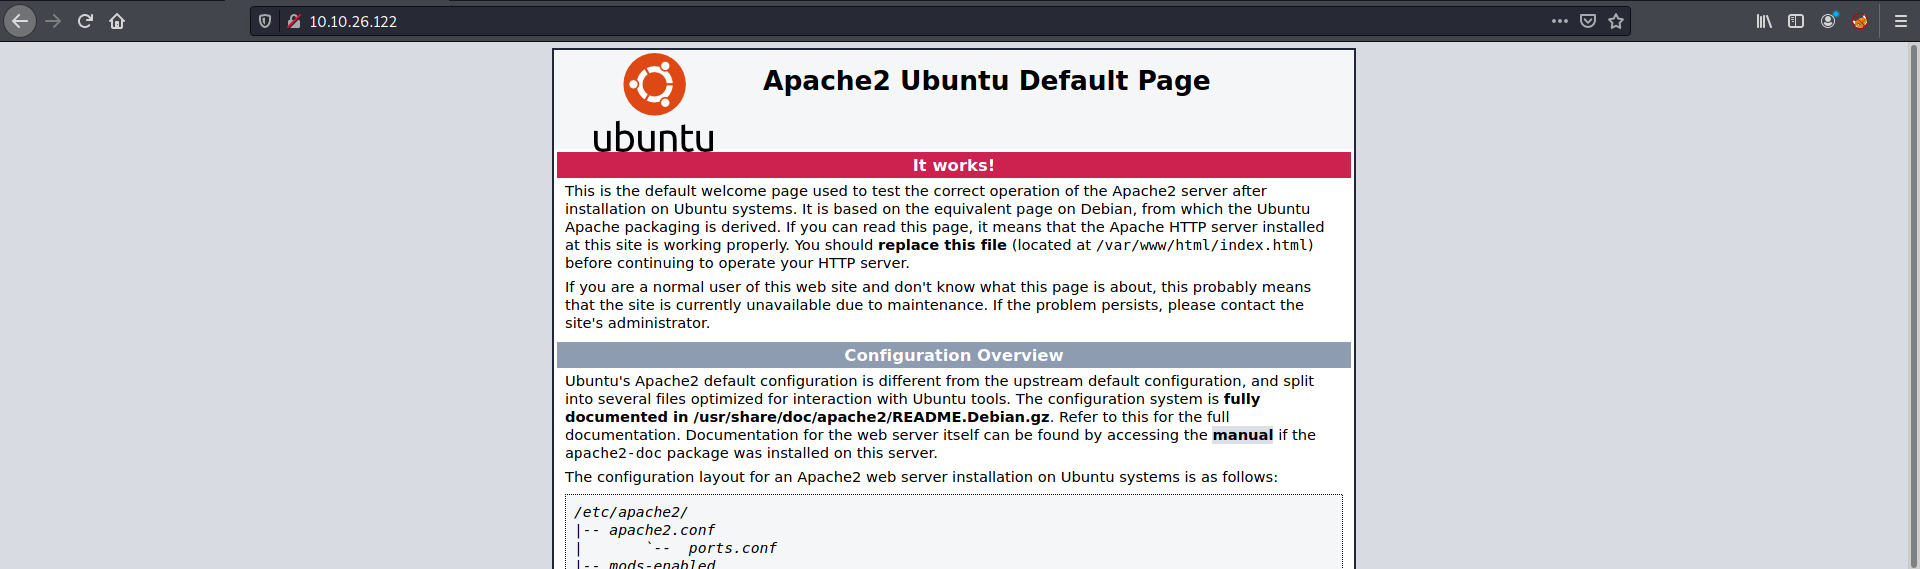 10.10.26.122
Apache2 Ubuntu Default Page
ubuntu
It works!
This is the default welcome page used to test the correct operation of the Apache2 server after
installation on Ubuntu systems. It is based on the equivalent page on Debian, from which the Ubuntu
Apache packaging is derived. If you can read this page, it means that the Apache HTTP server installed
at this site is working properly. You should replace this file (located at /var/www/html/index.html)
before continuing to operate your HTTP server.
If you are a normal user of this web site and don't know what this page is about, this probably means
that the site is currently unavailable due to maintenance. If the problem persists, please contact the
site's administrator.
Configuration Overview
Ubuntu's Apache2 default configuration is different from the upstream default configuration, and split
into several files optimized for interaction with Ubuntu tools. The configuration system is fully
documented in /usr/share/doc/apache2/README.Debian.gz. Refer to this for the full
documentation. Documentation for the web server itself can be found by accessing the manual if the
apache2-doc package was installed on this server.
The configuration layout for an Apache2 web server installation on Ubuntu systems is as follows:
/etc/apache2/
|-- apache2.conf
|       `--  ports.conf
|-- mods-enabled